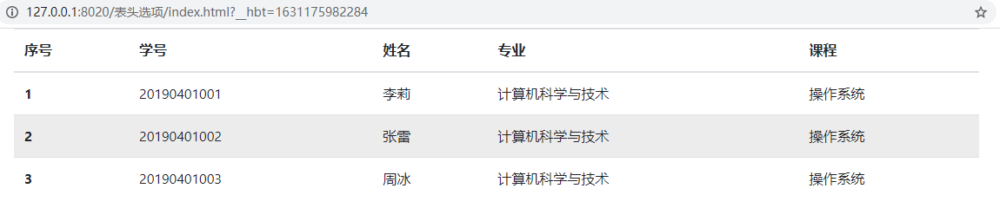 127.0.0.1:8020/表头选项/index.html?__hbt=1631175982284
序号 学号 姓名 专业 课程
1 20190401001 李莉 计算机科学与技术 操作系统
2 20190401002 张雷 计算机科学与技术 操作系统
3 20190401003 周冰 计算机科学与技术 操作系统